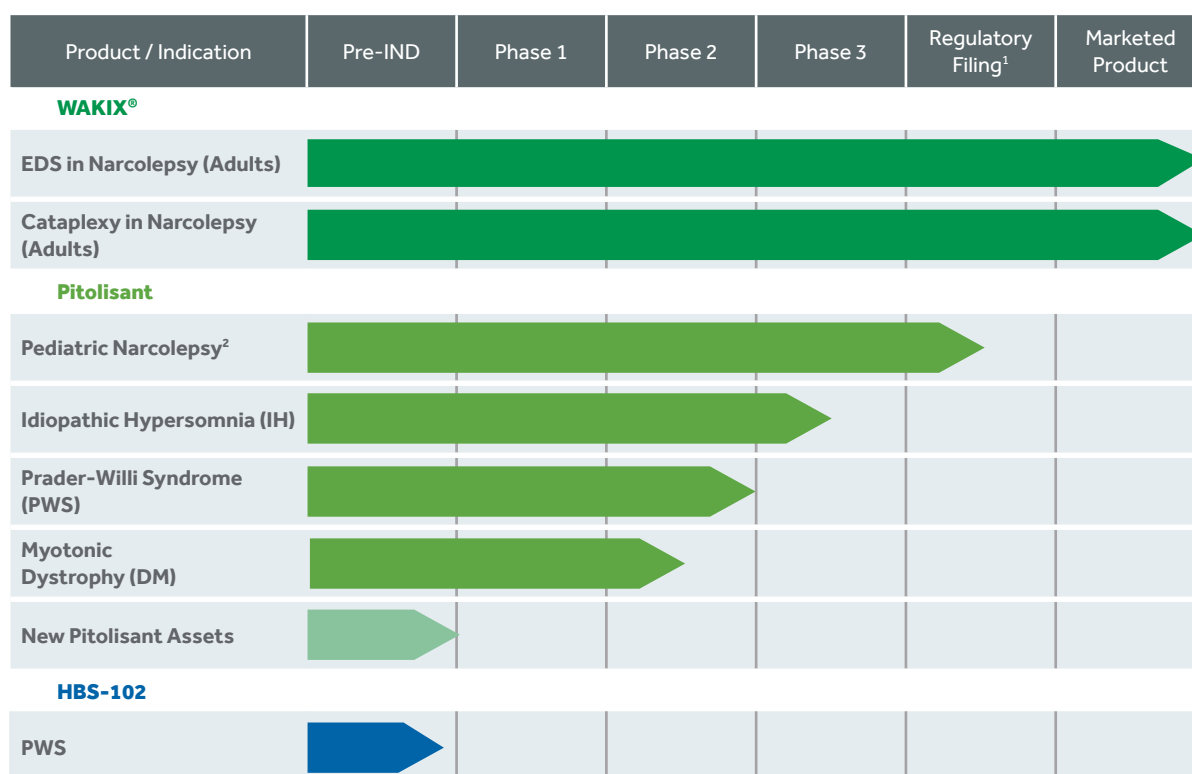 Product / Indication
Pre-IND
Phase 1
Phase 2
Phase 3
Regulatory
Filing¹
Marketed
Product
WAKIX®
EDS in Narcolepsy (Adults)
Cataplexy in Narcolepsy
(Adults)
Pitolisant
Pediatric Narcolepsy²
Idiopathic Hypersomnia (IH)
Prader-Willi Syndrome
(PWS)
Myotonic
Dystrophy (DM)
New Pitolisant Assets
HBS-102
PWS